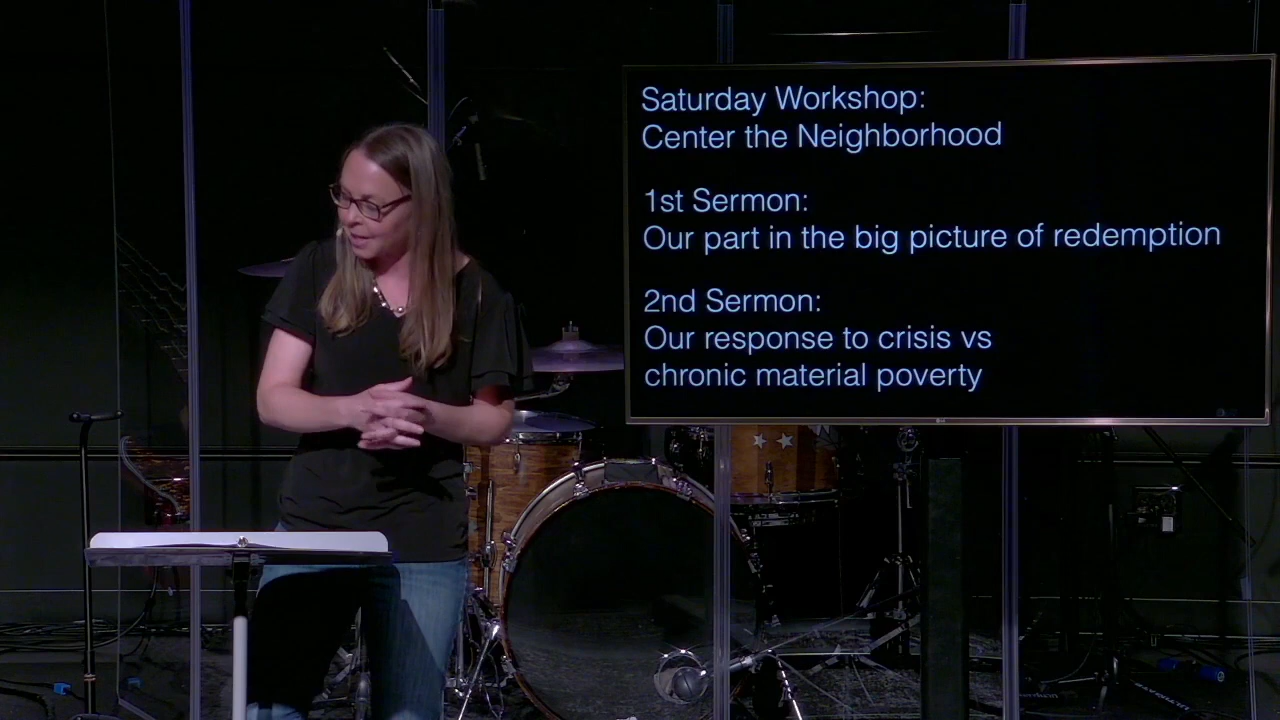 Saturday Workshop:
Center the Neighborhood
1st Sermon:
Our part in the big picture of redemption
2nd Sermon:
Our response to crisis vs
chronic material poverty